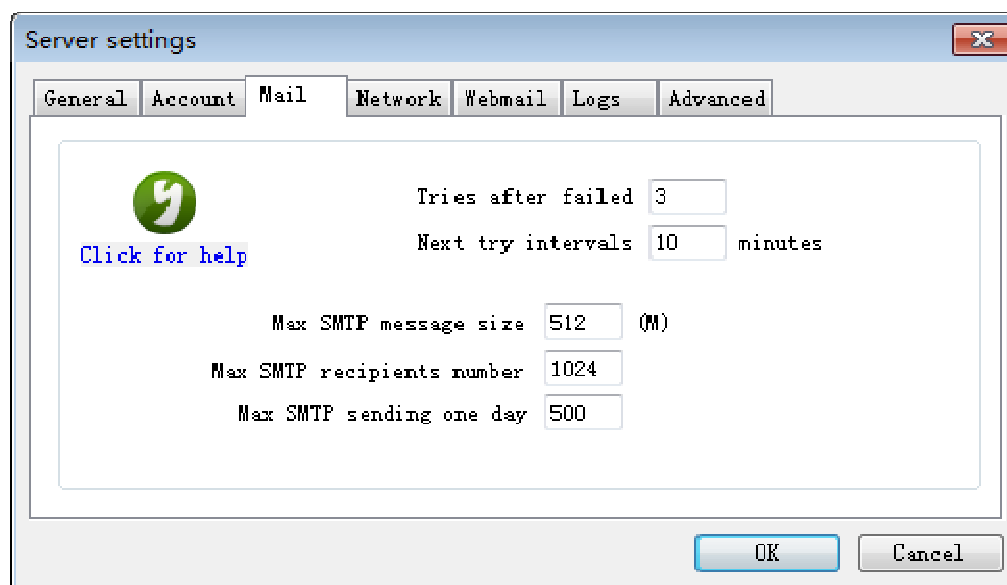 Server settings
General Account Mail Network Webmail Logs Advanced
Tries after failed 3
Next try intervals 10 minutes
Click for help
Max SMTP message size 512 (M)
Max SMTP recipients number 1024
Max SMTP sending one day 500
OK Cancel